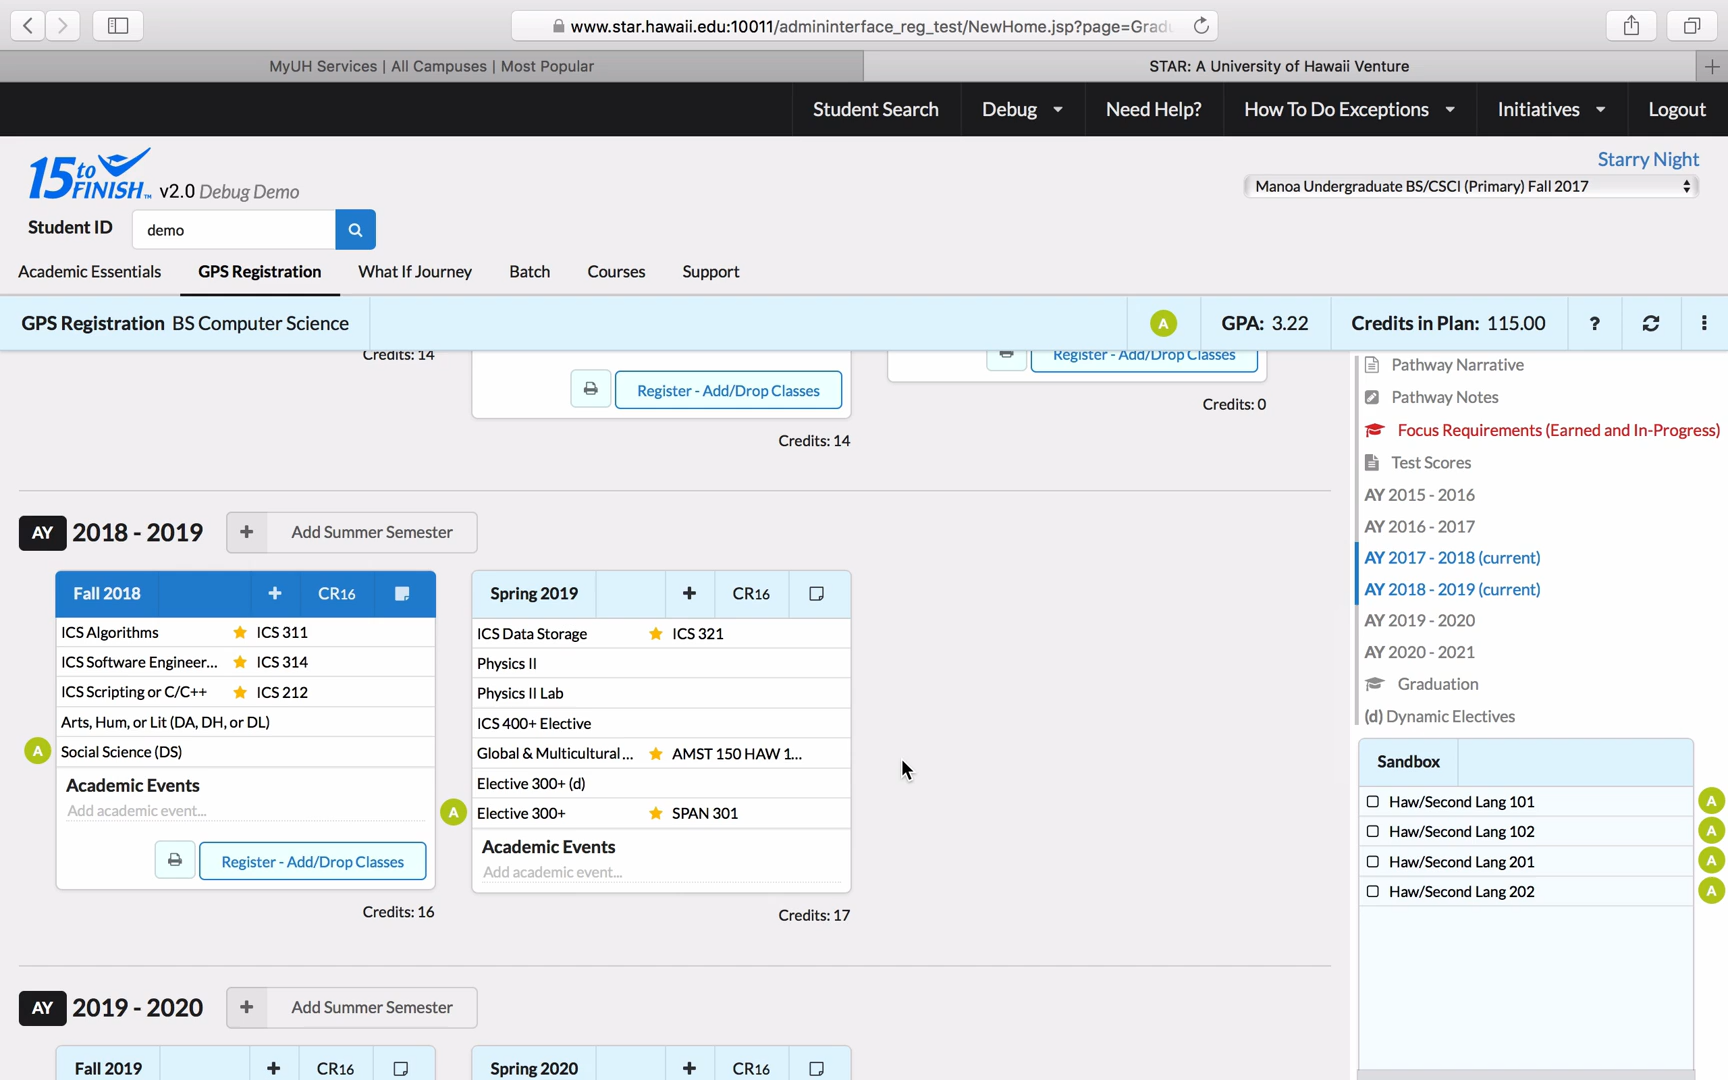 www.star.hawaii.edu:10011/admininterface_reg_test/NewHome.jsp?page=Gradu
MyUH Services | All Campuses | Most Popular
STAR: A University of Hawaii Venture
Student Search
Debug
Need Help?
How To Do Exceptions
Initiatives
Logout
15 to FINISH™ v2.0 Debug Demo
Starry Night
Manoa Undergraduate BS/CSCI (Primary) Fall 2017
Student ID
demo
Academic Essentials
GPS Registration
What If Journey
Batch
Courses
Support
GPS Registration BS Computer Science
A
GPA: 3.22
Credits in Plan: 115.00
?
Credits: 14
Register - Add/Drop Classes
Credits: 14
Register - Add/Drop Classes
Credits: 0
AY 2018 - 2019
+ Add Summer Semester
Fall 2018 + CR16
ICS Algorithms ICS 311
ICS Software Engineer... ICS 314
ICS Scripting or C/C++ ICS 212
Arts, Hum, or Lit (DA, DH, or DL)
A Social Science (DS)
Academic Events
Add academic event...
Register - Add/Drop Classes
Credits: 16
Spring 2019 + CR16
ICS Data Storage ICS 321
Physics II
Physics II Lab
ICS 400+ Elective
Global & Multicultural ... AMST 150 HAW 1...
Elective 300+ (d)
A Elective 300+ SPAN 301
Academic Events
Add academic event...
Credits: 17
AY 2019 - 2020
+ Add Summer Semester
Fall 2019 + CR16
Spring 2020 + CR16
Pathway Narrative
Pathway Notes
Focus Requirements (Earned and In-Progress)
Test Scores
AY 2015 - 2016
AY 2016 - 2017
AY 2017 - 2018 (current)
AY 2018 - 2019 (current)
AY 2019 - 2020
AY 2020 - 2021
Graduation
(d) Dynamic Electives
Sandbox
Haw/Second Lang 101 A
Haw/Second Lang 102 A
Haw/Second Lang 201 A
Haw/Second Lang 202 A